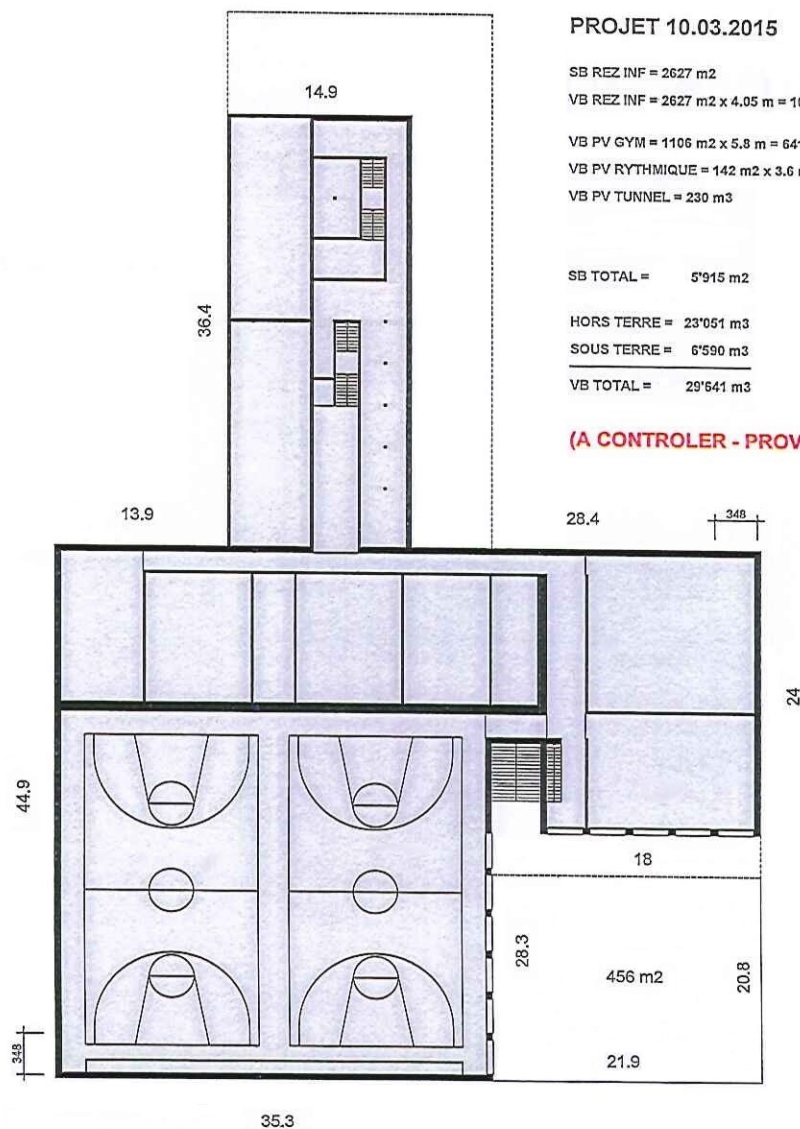 PROJET 10.03.2015
SB REZ INF = 2627 m2
VB REZ INF = 2627 m2 x 4.05 m = 10
VB PV GYM = 1106 m2 x 5.8 m = 641
VB PV RYTHMIQUE = 142 m2 x 3.6
VB PV TUNNEL = 230 m3
SB TOTAL = 5'915 m2
HORS TERRE = 23'051 m3
SOUS TERRE = 6'590 m3
VB TOTAL = 29'641 m3
(A CONTROLER - PROV
14.9
36.4
13.9
28.4
348
24
44.9
18
28.3
456 m2
20.8
21.9
348
35.3